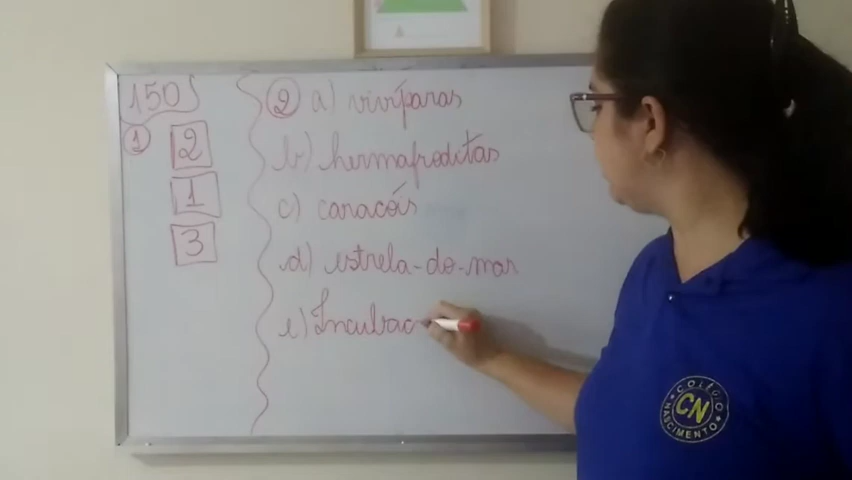 150
1
2
1
3
2 a) vivíparas
b) hermafroditas
c) caracóis
d) estrela-do-mar
e) Incubac
COLÉGIO
CN
NASCIMENTO